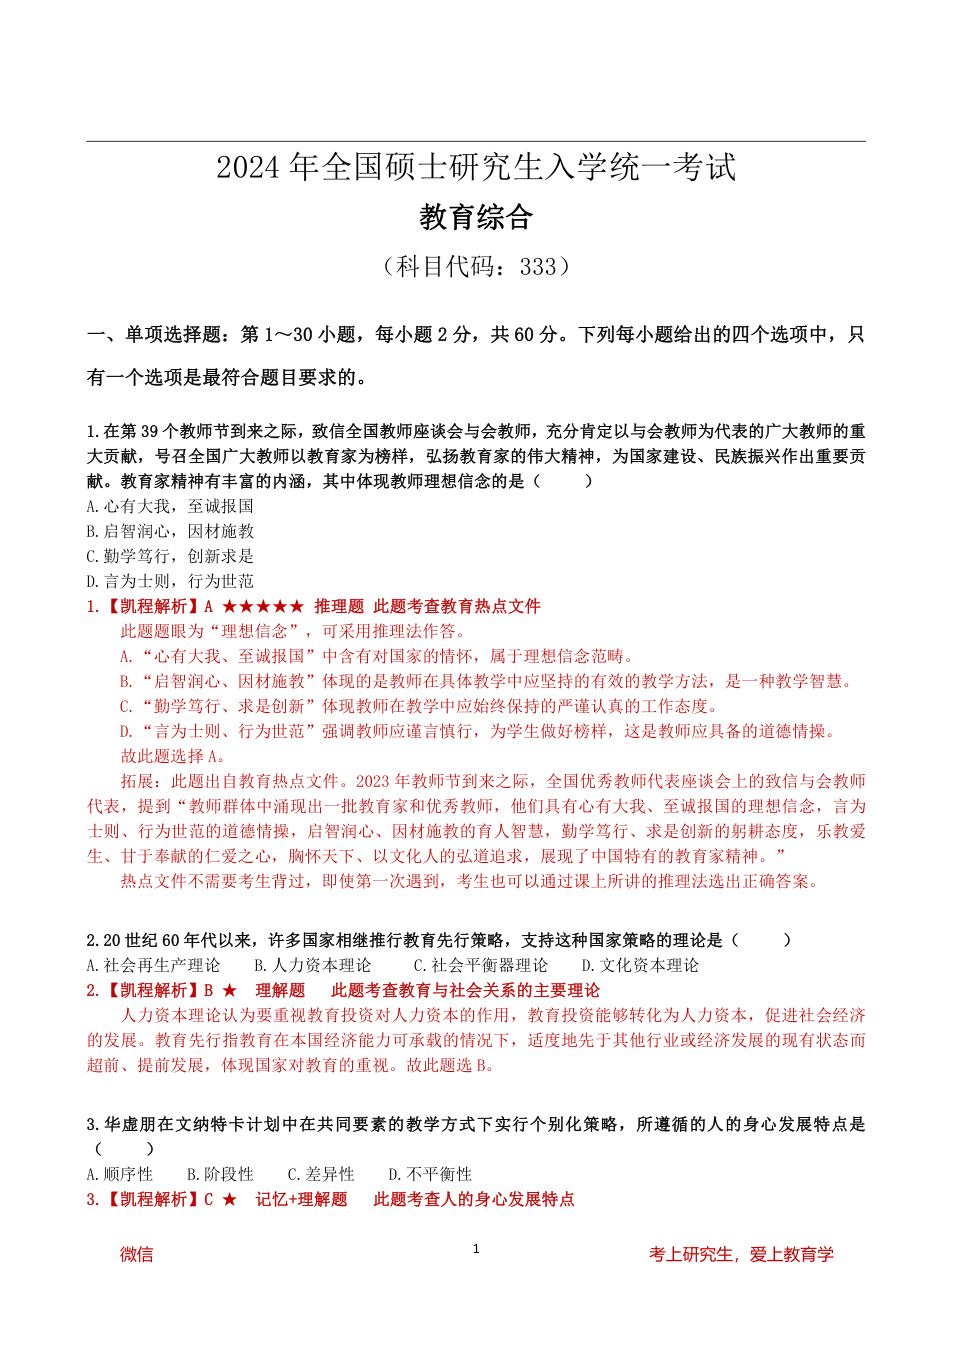 2024 年全国硕士研究生入学统一考试
教育综合
（科目代码：333）
一、单项选择题：第 1～30 小题，每小题 2 分，共 60 分。下列每小题给出的四个选项中，只
有一个选项是最符合题目要求的。
1.在第 39 个教师节到来之际，致信全国教师座谈会与会教师，充分肯定以与会教师为代表的广大教师的重
大贡献，号召全国广大教师以教育家为榜样，弘扬教育家的伟大精神，为国家建设、民族振兴作出重要贡
献。教育家精神有丰富的内涵，其中体现教师理想信念的是（ ）
A.心有大我，至诚报国
B.启智润心，因材施教
C.勤学笃行，创新求是
D.言为士则，行为世范
1.【凯程解析】A ★★★★★ 推理题 此题考查教育热点文件
此题题眼为“理想信念”，可采用推理法作答。
A.“心有大我、至诚报国”中含有对国家的情怀，属于理想信念范畴。
B.“启智润心、因材施教”体现的是教师在具体教学中应坚持的有效的教学方法，是一种教学智慧。
C.“勤学笃行、求是创新”体现教师在教学中应始终保持的严谨认真的工作态度。
D.“言为士则、行为世范”强调教师应谨言慎行，为学生做好榜样，这是教师应具备的道德情操。
故此题选择 A。
拓展：此题出自教育热点文件。2023 年教师节到来之际，全国优秀教师代表座谈会上的致信与会教师
代表，提到“教师群体中涌现出一批教育家和优秀教师，他们具有心有大我、至诚报国的理想信念，言为
士则、行为世范的道德情操，启智润心、因材施教的育人智慧，勤学笃行、求是创新的躬耕态度，乐教爱
生、甘于奉献的仁爱之心，胸怀天下、以文化人的弘道追求，展现了中国特有的教育家精神。”
热点文件不需要考生背过，即使第一次遇到，考生也可以通过课上所讲的推理法选出正确答案。
2.20 世纪 60 年代以来，许多国家相继推行教育先行策略，支持这种国家策略的理论是（ ）
A.社会再生产理论 B.人力资本理论 C.社会平衡器理论 D.文化资本理论
2.【凯程解析】B ★ 理解题 此题考查教育与社会关系的主要理论
人力资本理论认为要重视教育投资对人力资本的作用，教育投资能够转化为人力资本，促进社会经济
的发展。教育先行指教育在本国经济能力可承载的情况下，适度地先于其他行业或经济发展的现有状态而
超前、提前发展，体现国家对教育的重视。故此题选 B。
3.华虚朋在文纳特卡计划中在共同要素的教学方式下实行个别化策略，所遵循的人的身心发展特点是
（ ）
A.顺序性 B.阶段性 C.差异性 D.不平衡性
3.【凯程解析】C ★ 记忆+理解题 此题考查人的身心发展特点
微信 1 考上研究生，爱上教育学